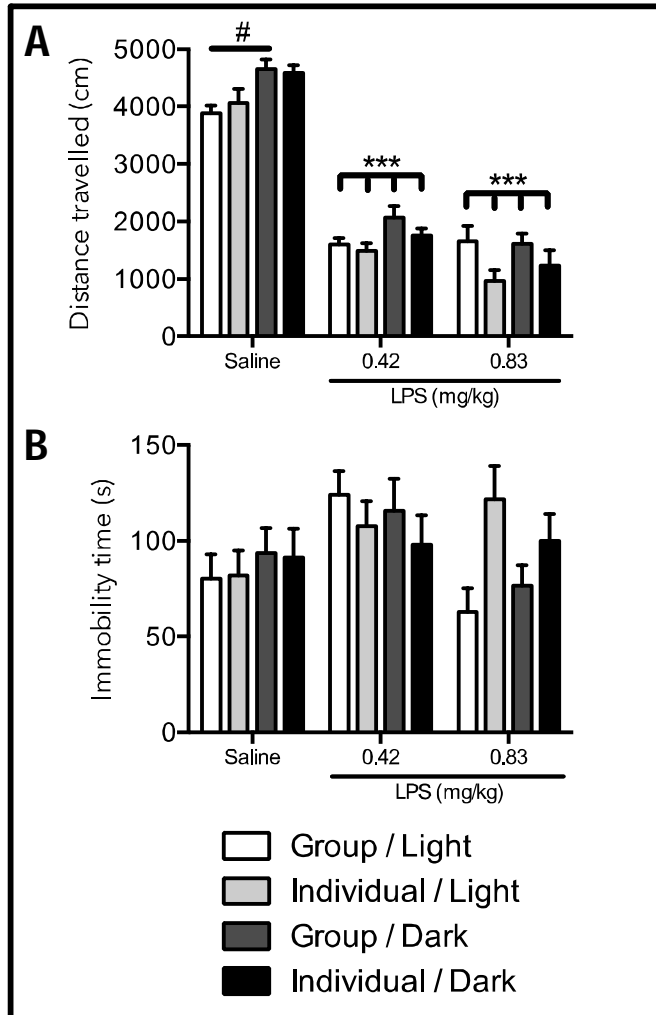 A
#
5000
4000
3000
2000
1000
0
Distance travelled (cm)
***
***
Saline
0.42
0.83
LPS (mg/kg)
B
150
100
50
0
Immobility time (s)
Saline
0.42
0.83
LPS (mg/kg)
Group / Light
Individual / Light
Group / Dark
Individual / Dark